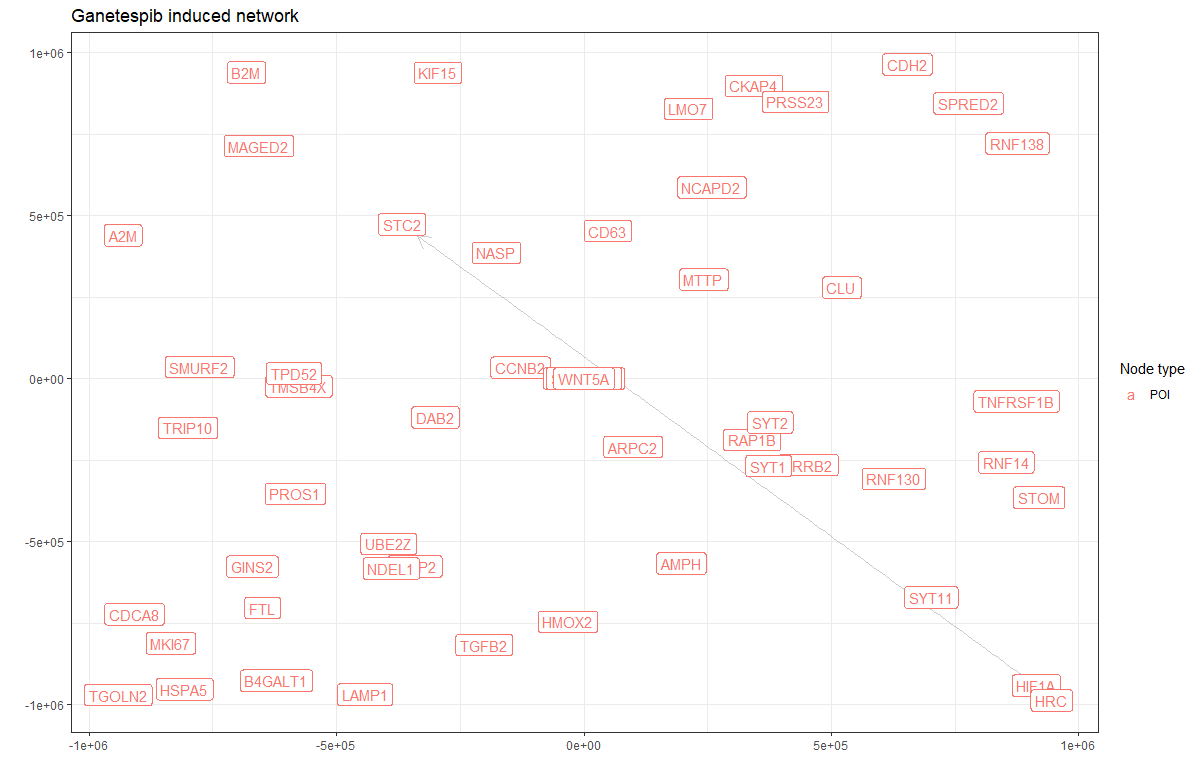 Ganetespib induced network
1e+06
5e+05
0e+00
-5e+05
-1e+06
B2M
KIF15
CDH2
CKAP4
PRSS23
LMO7
SPRED2
MAGED2
RNF138
NCAPD2
STC2
A2M
CD63
NASP
MTTP
CLU
SMURF2
TPD52
TMSB4X
CCNB2
WNT5A
TNFRSF1B
TRIP10
DAB2
SYT2
RAP1B
ARPC2
SYT1
RRB2
RNF130
RNF14
PROS1
STOM
UBE2Z
P2
NDEL1
GINS2
AMPH
SYT11
CDCA8
FTL
HMOX2
MKI67
TGFB2
B4GALT1
HSPA5
TGOLN2
LAMP1
HIF1A
HRC
-1e+06
-5e+05
0e+00
5e+05
1e+06
Node type
a POI